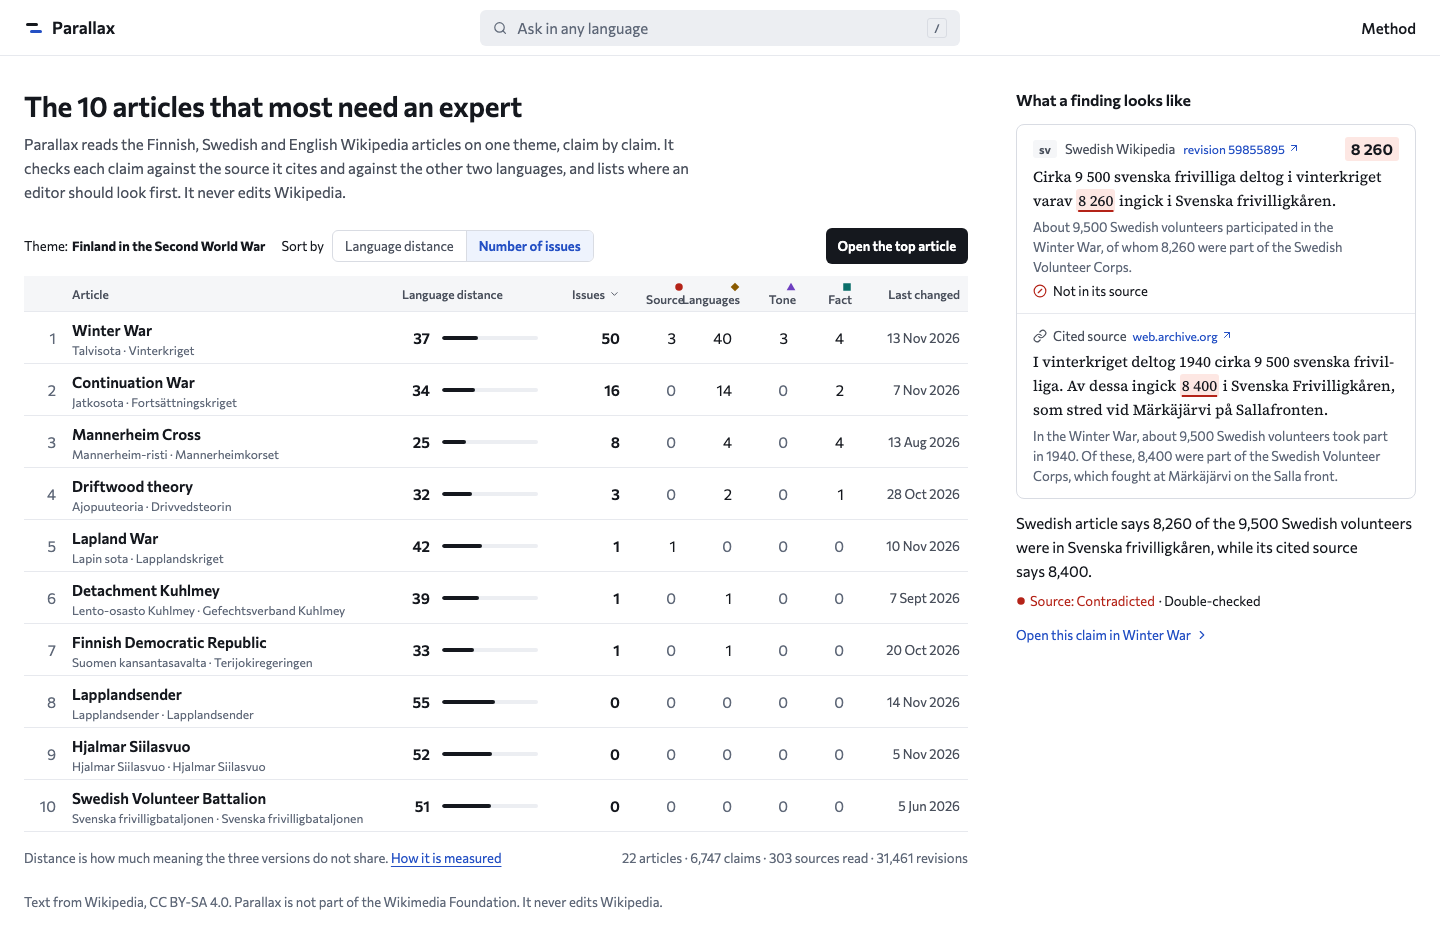 Parallax
Ask in any language
/
Method
The 10 articles that most need an expert
Parallax reads the Finnish, Swedish and English Wikipedia articles on one theme, claim by claim. It
checks each claim against the source it cites and against the other two languages, and lists where an
editor should look first. It never edits Wikipedia.
Theme: Finland in the Second World War Sort by Language distance Number of issues Open the top article
Article Language distance Issues Source Languages Tone Fact Last changed
1 Winter War 37 50 3 40 3 4 13 Nov 2026
Talvisota · Vinterkriget
2 Continuation War 34 16 0 14 0 2 7 Nov 2026
Jatkosota · Fortsättningskriget
3 Mannerheim Cross 25 8 0 4 0 4 13 Aug 2026
Mannerheim-risti · Mannerheimkorset
4 Driftwood theory 32 3 0 2 0 1 28 Oct 2026
Ajopuuteoria · Drivvedsteorin
5 Lapland War 42 1 1 0 0 0 10 Nov 2026
Lapin sota · Lapplandskriget
6 Detachment Kuhlmey 39 1 0 1 0 0 7 Sept 2026
Lento-osasto Kuhlmey · Gefechtsverband Kuhlmey
7 Finnish Democratic Republic 33 1 0 1 0 0 20 Oct 2026
Suomen kansantasavalta · Terijokiregeringen
8 Lapplandsender 55 0 0 0 0 0 14 Nov 2026
Lapplandsender · Lapplandsender
9 Hjalmar Siilasvuo 52 0 0 0 0 0 5 Nov 2026
Hjalmar Siilasvuo · Hjalmar Siilasvuo
10 Swedish Volunteer Battalion 51 0 0 0 0 0 5 Jun 2026
Svenska frivilligbataljonen · Svenska frivilligbataljonen
Distance is how much meaning the three versions do not share. How it is measured
22 articles · 6,747 claims · 303 sources read · 31,461 revisions
What a finding looks like
sv Swedish Wikipedia revision 59855895 8 260
Cirka 9 500 svenska frivilliga deltog i vinterkriget
varav 8 260 ingick i Svenska frivilligkåren.
About 9,500 Swedish volunteers participated in the
Winter War, of whom 8,260 were part of the Swedish
Volunteer Corps.
Not in its source
Cited source web.archive.org
I vinterkriget deltog 1940 cirka 9 500 svenska frivil-
liga. Av dessa ingick 8 400 i Svenska Frivilligkåren,
som stred vid Märkäjärvi på Sallafronten.
In the Winter War, about 9,500 Swedish volunteers took part
in 1940. Of these, 8,400 were part of the Swedish Volunteer
Corps, which fought at Märkäjärvi on the Salla front.
Swedish article says 8,260 of the 9,500 Swedish volunteers
were in Svenska frivilligkåren, while its cited source
says 8,400.
Source: Contradicted · Double-checked
Open this claim in Winter War
Text from Wikipedia, CC BY-SA 4.0. Parallax is not part of the Wikimedia Foundation. It never edits Wikipedia.